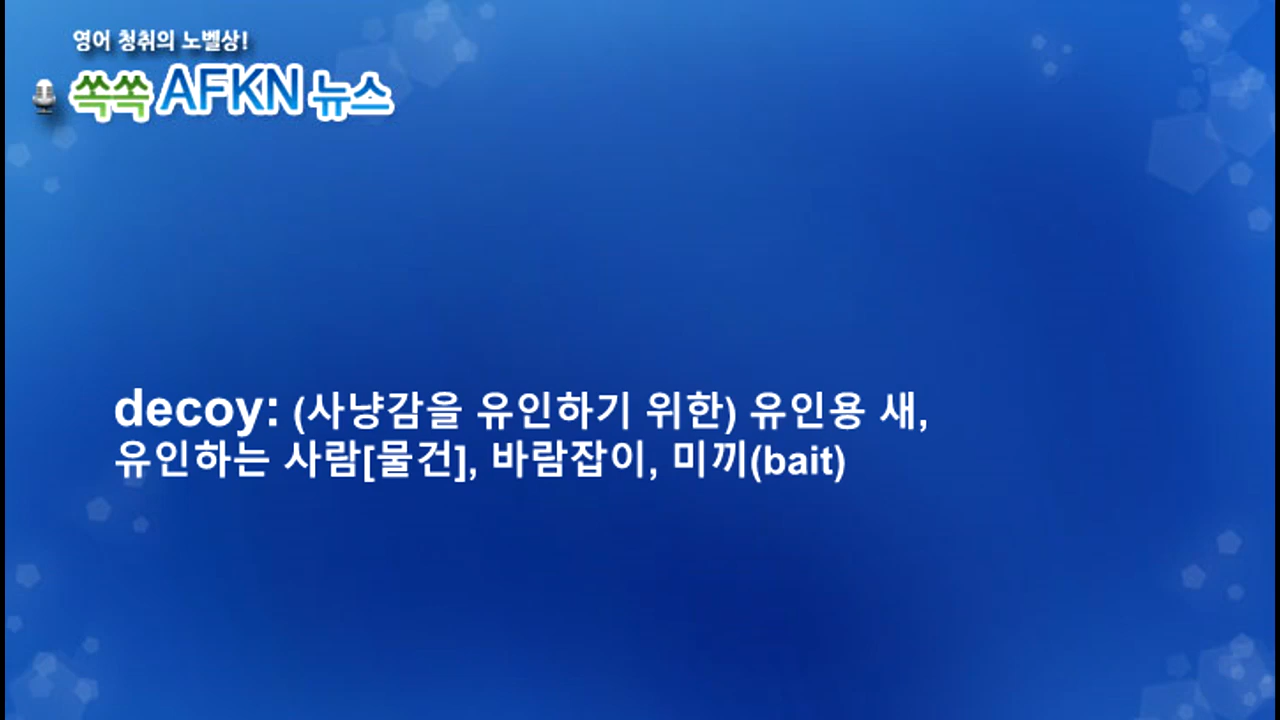 영어 청취의 노벨상!
쏙쏙 AFKN 뉴스
decoy: (사냥감을 유인하기 위한) 유인용 새,
유인하는 사람[물건], 바람잡이, 미끼(bait)